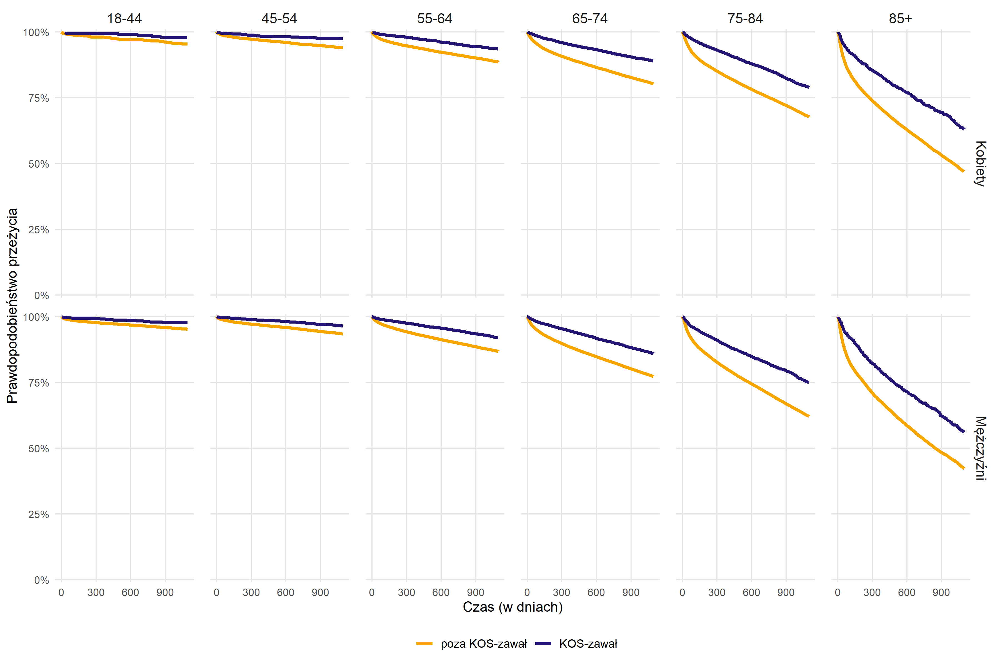 18-44 45-54 55-64 65-74 75-84 85+
100%
75%
50%
25%
0%
Kobiety
100%
75%
50%
25%
0%
Mężczyźni
Prawdopodobieństwo przeżycia
0 300 600 900 0 300 600 900 0 300 600 900 0 300 600 900 0 300 600 900 0 300 600 900
Czas (w dniach)
poza KOS-zawał KOS-zawał